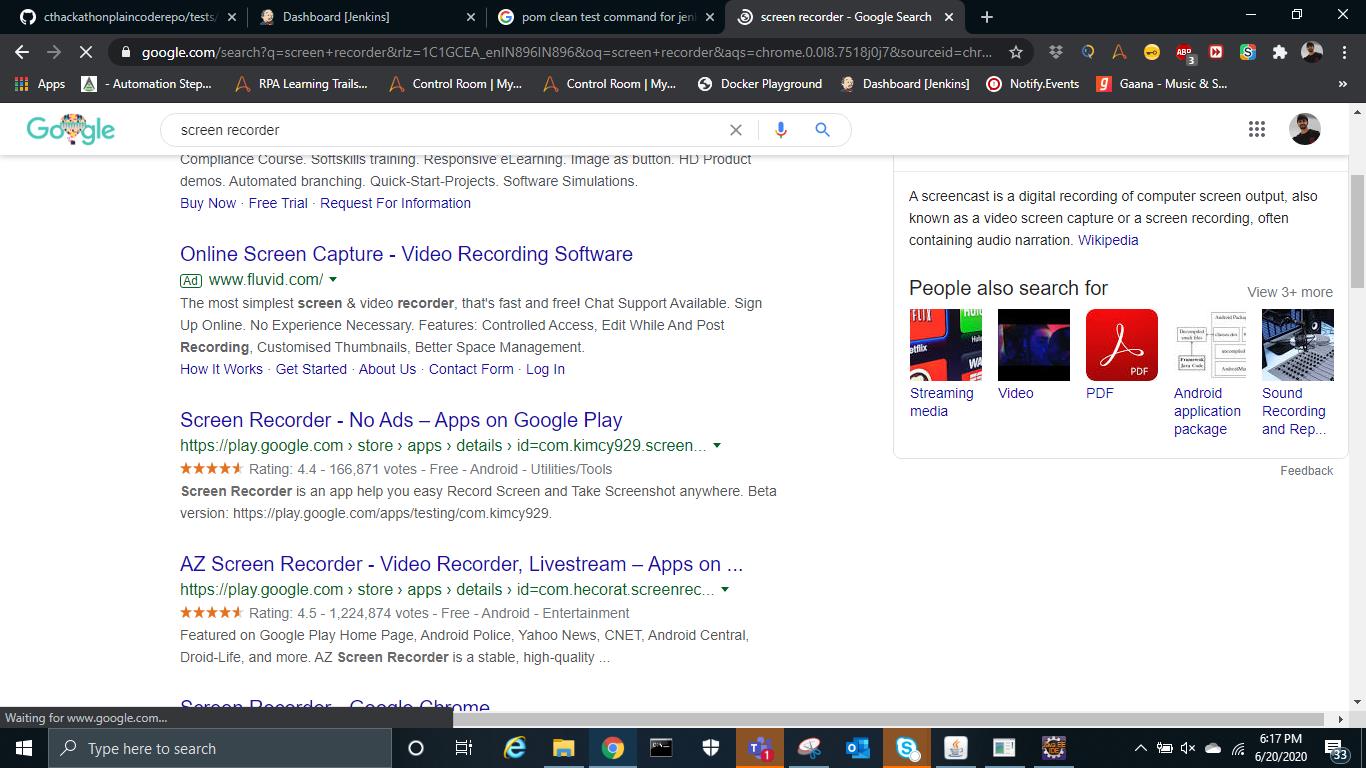 cthackathonplaincoderepo/tests/
Dashboard [Jenkins]
pom clean test command for jen
screen recorder - Google Search
google.com/search?q=screen+recorder&rlz=1C1GCEA_enIN896IN896&oq=screen+recorder&aqs=chrome.0.0l8.7518j0j7&sourceid=chr...
ABP
3
Apps
- Automation Step...
RPA Learning Trails...
Control Room | My...
Control Room | My...
Docker Playground
Dashboard [Jenkins]
Notify.Events
Gaana - Music & S...
»
Google
screen recorder
Compliance Course. Softskills training. Responsive eLearning. Image as button. HD Product
demos. Automated branching. Quick-Start-Projects. Software Simulations.
Buy Now · Free Trial · Request For Information
Online Screen Capture - Video Recording Software
Ad www.fluvid.com/
The most simplest screen & video recorder, that's fast and free! Chat Support Available. Sign
Up Online. No Experience Necessary. Features: Controlled Access, Edit While And Post
Recording, Customised Thumbnails, Better Space Management.
How It Works · Get Started · About Us · Contact Form · Log In
Screen Recorder - No Ads – Apps on Google Play
https://play.google.com › store › apps › details › id=com.kimcy929.screen...
Rating: 4.4 - 166,871 votes - Free - Android - Utilities/Tools
Screen Recorder is an app help you easy Record Screen and Take Screenshot anywhere. Beta
version: https://play.google.com/apps/testing/com.kimcy929.
AZ Screen Recorder - Video Recorder, Livestream – Apps on ...
https://play.google.com › store › apps › details › id=com.hecorat.screenrec...
Rating: 4.5 - 1,224,874 votes - Free - Android - Entertainment
Featured on Google Play Home Page, Android Police, Yahoo News, CNET, Android Central,
Droid-Life, and more. AZ Screen Recorder is a stable, high-quality ...
Screen Recorder - Google Chrome
A screencast is a digital recording of computer screen output, also
known as a video screen capture or a screen recording, often
containing audio narration. Wikipedia
People also search for
View 3+ more
PDF
Streaming
media
Video
PDF
Android
application
package
Sound
Recording
and Rep...
Feedback
Waiting for www.google.com...
Type here to search
1
6:17 PM
6/20/2020
33